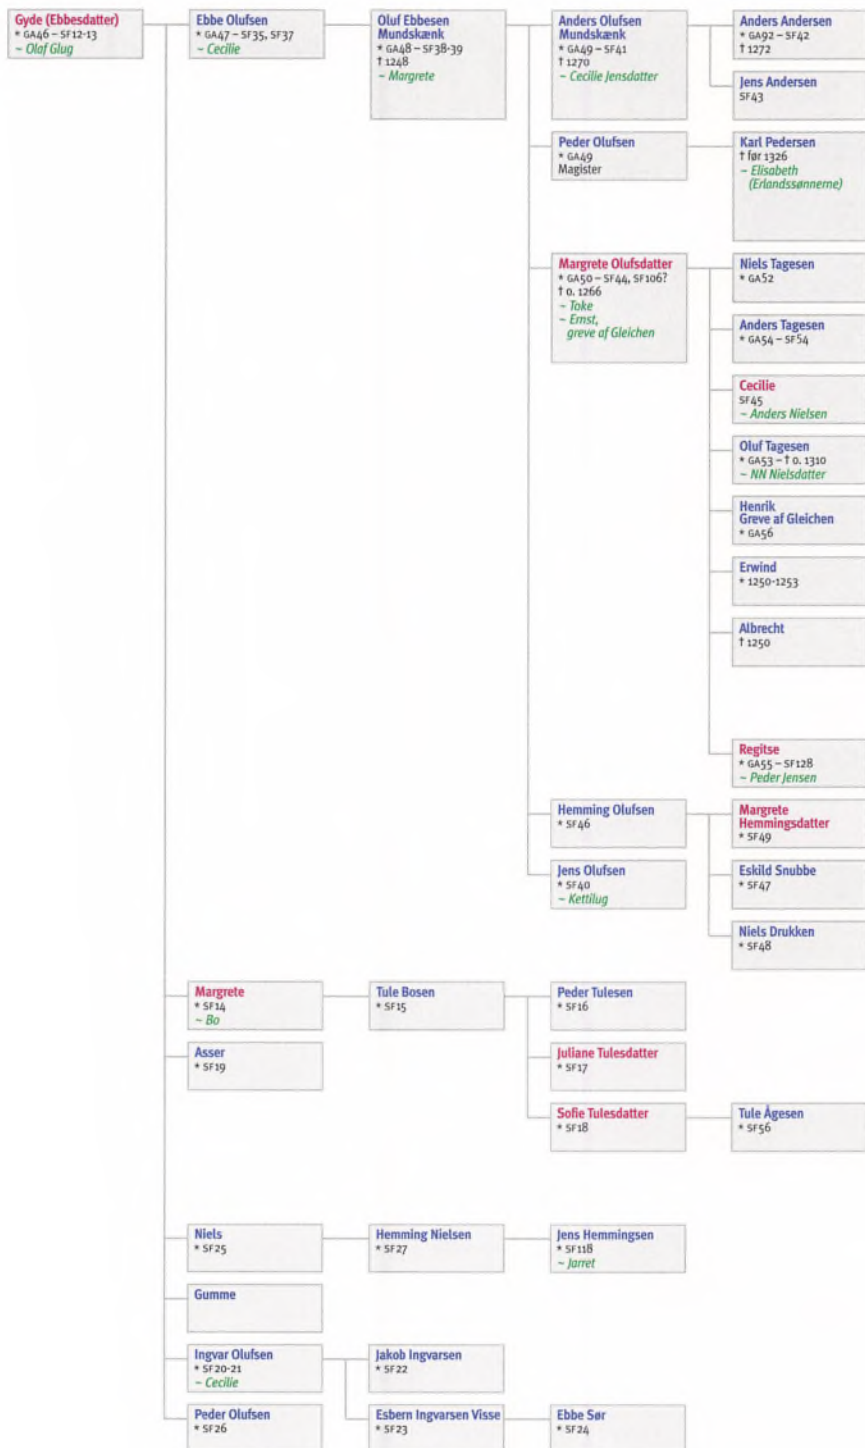 Gyde (Ebbesdatter)
* GA46 – SF12-13
~ Olaf Glug
Ebbe Olufsen
* GA47 – SF35, SF37
~ Cecilie
Oluf Ebbesen
Mundskænk
* GA48 – SF38-39
† 1248
~ Margrete
Anders Olufsen
Mundskænk
* GA49 – SF41
† 1270
~ Cecilie Jensdatter
Anders Andersen
* GA92 – SF42
† 1272
Jens Andersen
SF43
Peder Olufsen
* GA49
Magister
Karl Pedersen
† før 1326
~ Elisabeth
(Erlandssønnerne)
Margrete Olufsdatter
* GA50 – SF44, SF106?
† o. 1266
~ Toke
~ Ernst,
greve af Gleichen
Niels Tagesen
* GA52
Anders Tagesen
* GA54 – SF54
Cecilie
SF45
~ Anders Nielsen
Oluf Tagesen
* GA53 – † o. 1310
~ NN Nielsdatter
Henrik
Greve af Gleichen
* GA56
Erwind
* 1250-1253
Albrecht
† 1250
Regitse
* GA55 – SF128
~ Peder Jensen
Hemming Olufsen
* SF46
Margrete
Hemmingsdatter
* SF49
Jens Olufsen
* SF40
~ Kettilug
Eskild Snubbe
* SF47
Niels Drukken
* SF48
Margrete
* SF14
~ Bo
Tule Bosen
* SF15
Peder Tulesen
* SF16
Asser
* SF19
Juliane Tulesdatter
* SF17
Sofie Tulesdatter
* SF18
Tule Ågesen
* SF56
Niels
* SF25
Hemming Nielsen
* SF27
Jens Hemmingsen
* SF118
~ Jarret
Gumme
Ingvar Olufsen
* SF20-21
~ Cecilie
Jakob Ingvarsen
* SF22
Peder Olufsen
* SF26
Esbern Ingvarsen Visse
* SF23
Ebbe Sør
* SF24